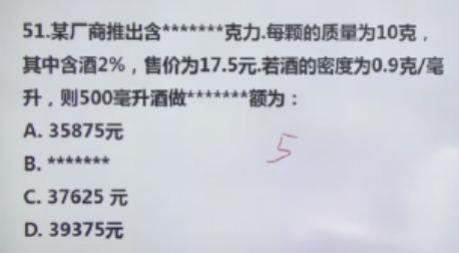 51.某厂商推出含*******克力.每颗的质量为10克，
其中含酒2%，售价为17.5元.若酒的密度为0.9克/毫
升，则500毫升酒做*******额为：
A. 35875元
B. *******
C. 37625 元
D. 39375元
5